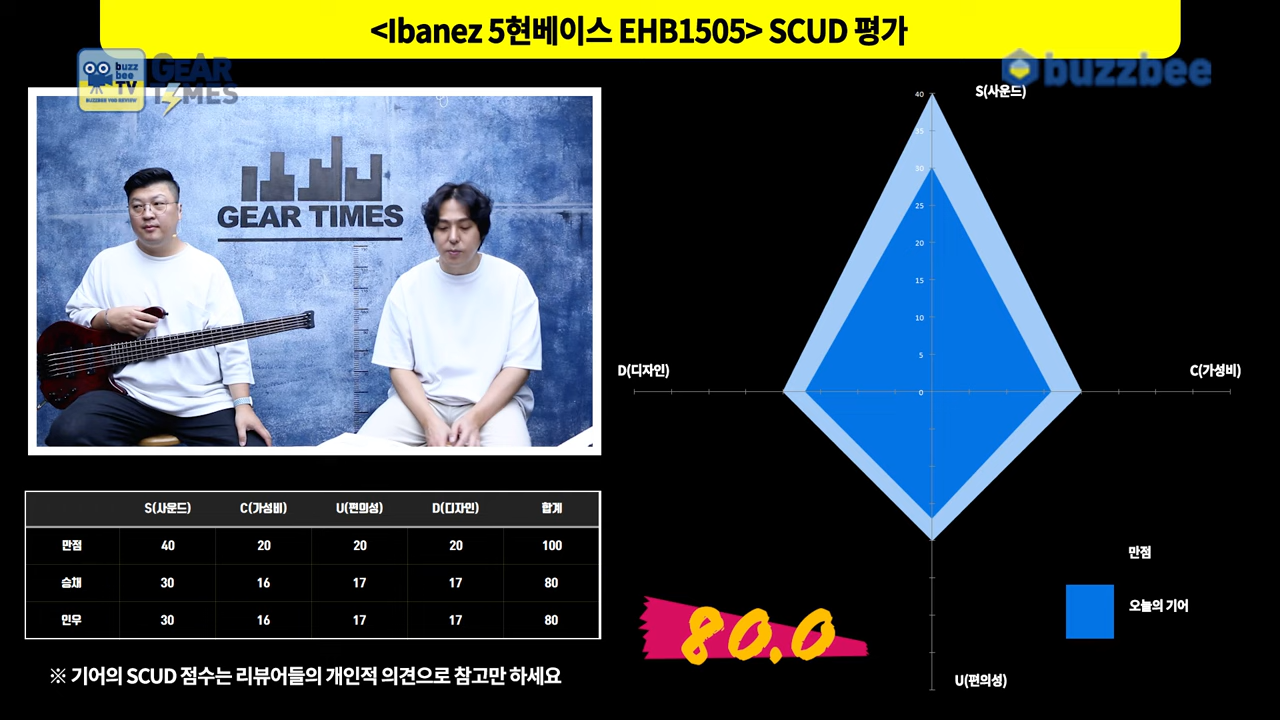 <Ibanez 5현베이스 EHB1505> SCUD 평가
buzz
bee
TV
BUZZBEE YOU REVIEW
GEAR
TIMES
buzzbee
GEAR TIMES
S(사운드)
40
35
30
25
20
15
10
5
0
D(디자인)
C(가성비)
U(편의성)
만점
오늘의 기어
S(사운드) C(가성비) U(편의성) D(디자인) 합계
만점 40 20 20 20 100
승채 30 16 17 17 80
민우 30 16 17 17 80
80.0
※ 기어의 SCUD 점수는 리뷰어들의 개인적 의견으로 참고만 하세요